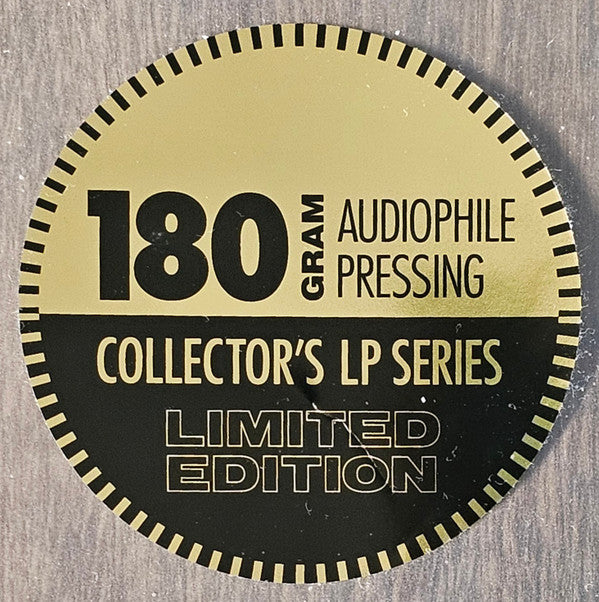 180 GRAM AUDIOPHILE
PRESSING
COLLECTOR'S LP SERIES
LIMITED
EDITION